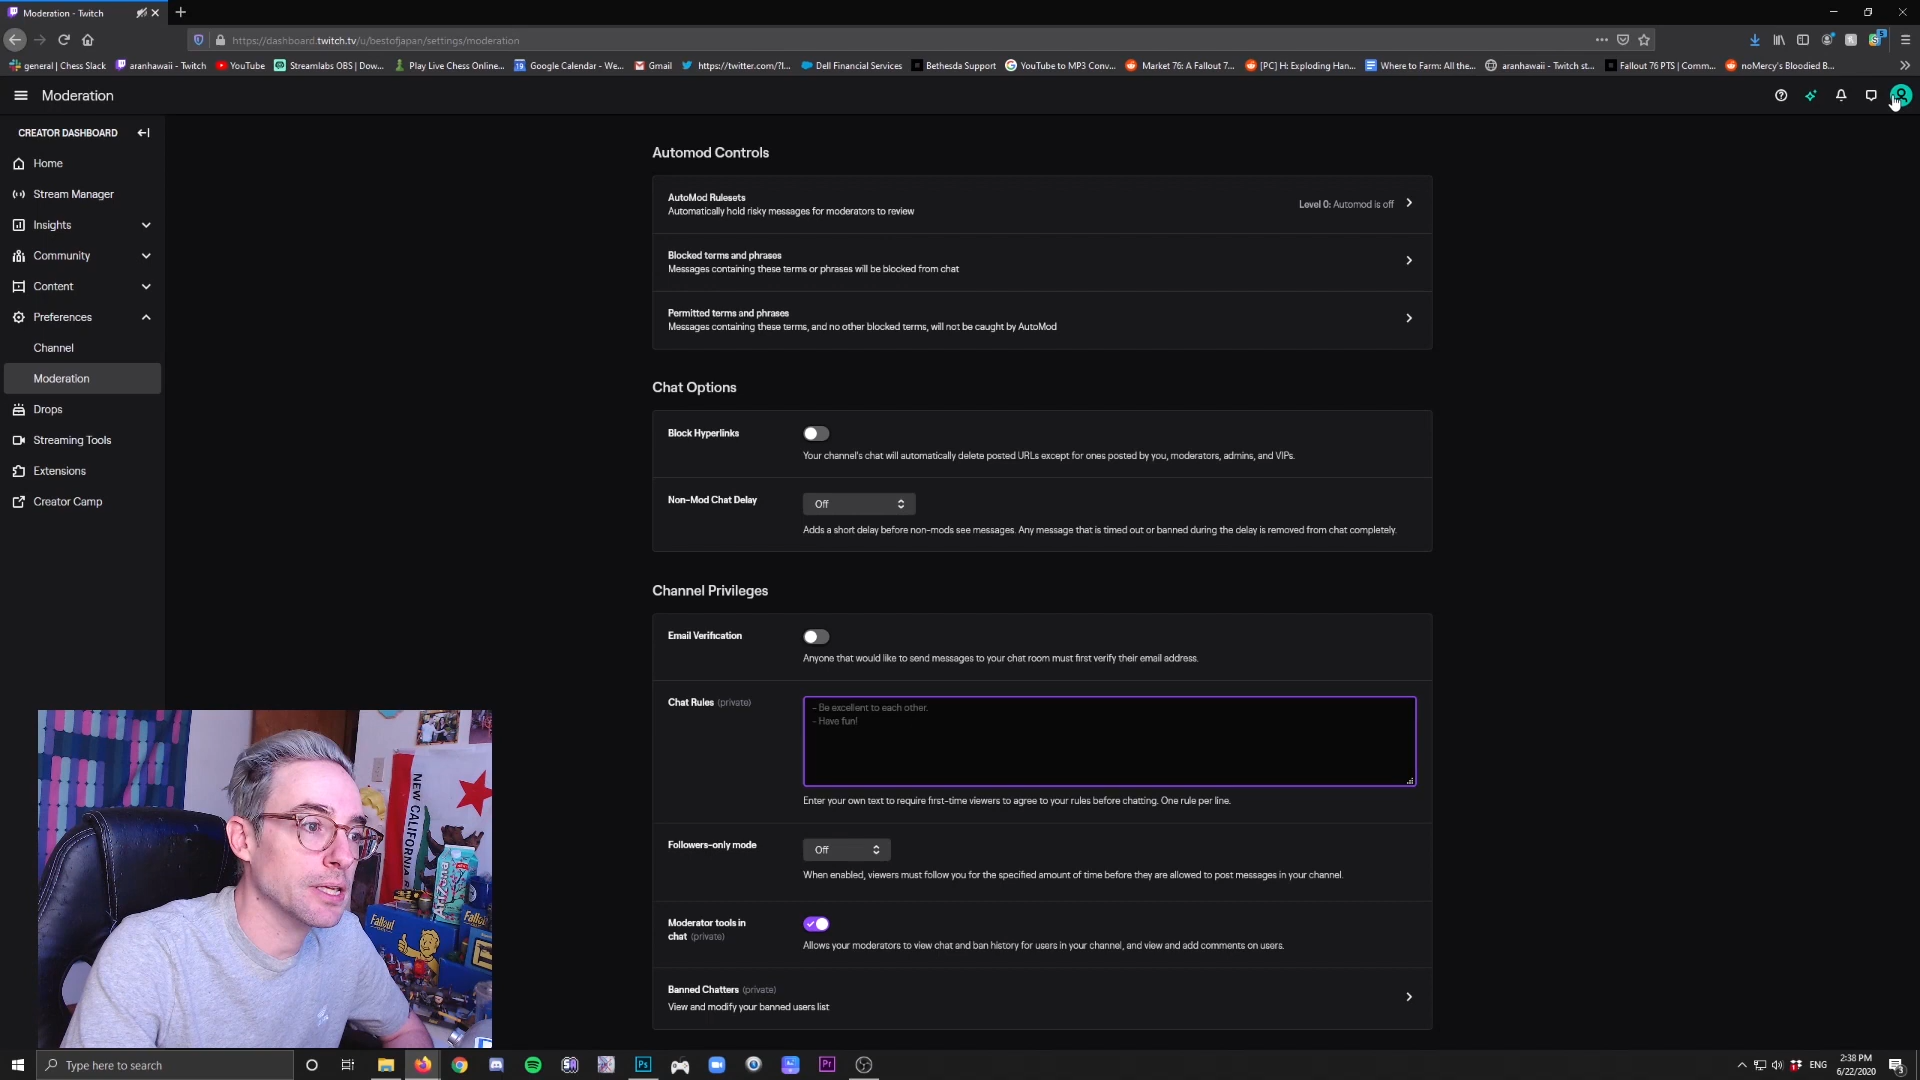 Moderation - Twitch
https://dashboard.twitch.tv/u/bestofjapan/settings/moderation
general | Chess Slack
aranhawaii - Twitch
YouTube
Streamlabs OBS | Dow...
Play Live Chess Online...
Google Calendar - We...
Gmail
https://twitter.com/?l...
Dell Financial Services
Bethesda Support
YouTube to MP3 Conv...
Market 76: A Fallout 7...
[PC] H: Exploding Han...
Where to Farm: All the...
aranhawaii - Twitch st...
Fallout 76 PTS | Comm...
noMercy's Bloodied B...
Moderation
CREATOR DASHBOARD
Home
Stream Manager
Insights
Community
Content
Preferences
Channel
Moderation
Drops
Streaming Tools
Extensions
Creator Camp
Automod Controls
AutoMod Rulesets
Automatically hold risky messages for moderators to review
Level 0: Automod is off
Blocked terms and phrases
Messages containing these terms or phrases will be blocked from chat
Permitted terms and phrases
Messages containing these terms, and no other blocked terms, will not be caught by AutoMod
Chat Options
Block Hyperlinks
Your channel's chat will automatically delete posted URLs except for ones posted by you, moderators, admins, and VIPs.
Non-Mod Chat Delay
Off
Adds a short delay before non-mods see messages. Any message that is timed out or banned during the delay is removed from chat completely.
Channel Privileges
Email Verification
Anyone that would like to send messages to your chat room must first verify their email address.
Chat Rules (private)
- Be excellent to each other.
- Have fun!
Enter your own text to require first-time viewers to agree to your rules before chatting. One rule per line.
Followers-only mode
Off
When enabled, viewers must follow you for the specified amount of time before they are allowed to post messages in your channel.
Moderator tools in
chat (private)
Allows your moderators to view chat and ban history for users in your channel, and view and add comments on users.
Banned Chatters (private)
View and modify your banned users list
NEW CALIFORNIA
Fallout
Type here to search
Ps
Pr
ENG
2:38 PM
6/22/2020